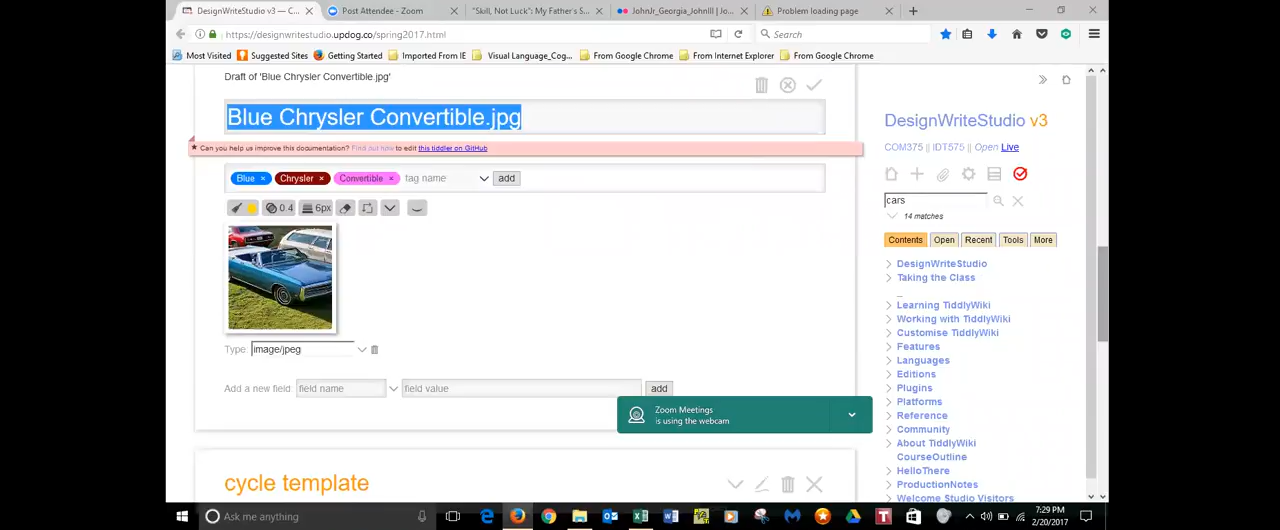 DesignWriteStudio v3 — C...
Post Attendee - Zoom
"Skill, Not Luck": My Father's S...
JohnJr_Georgia_JohnIII | Jo...
Problem loading page
https://designwritestudio.updog.co/spring2017.html
Search
Most Visited
Suggested Sites
Getting Started
Imported From IE
Visual Language_Cog...
From Google Chrome
From Internet Explorer
From Google Chrome
Draft of 'Blue Chrysler Convertible.jpg'
Blue Chrysler Convertible.jpg
Can you help us improve this documentation? Find out how to edit this tiddler on GitHub
Blue × Chrysler × Convertible × tag name add
0.4 6px
Type: image/jpeg
Add a new field field name field value add
Zoom Meetings
is using the webcam
cycle template
DesignWriteStudio v3
COM375 || IDT575 || Open Live
cars
14 matches
Contents Open Recent Tools More
DesignWriteStudio
Taking the Class
Learning TiddlyWiki
Working with TiddlyWiki
Customise TiddlyWiki
Features
Languages
Editions
Plugins
Platforms
Reference
Community
About TiddlyWiki
CourseOutline
HelloThere
ProductionNotes
Welcome Studio Visitors
Ask me anything
7:29 PM
2/20/2017